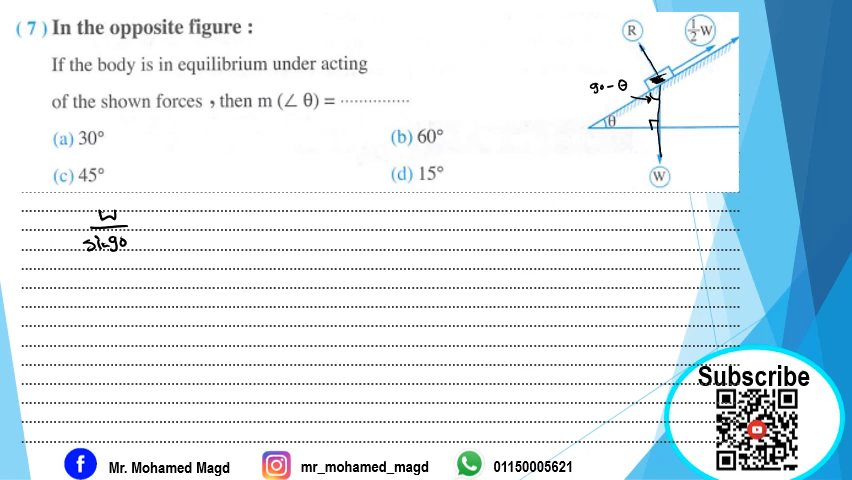 ( 7 ) In the opposite figure :
If the body is in equilibrium under acting
of the shown forces , then m (∠ θ) = ...............
(a) 30°
(b) 60°
(c) 45°
(d) 15°
R
1/2 W
90 - θ
θ
W
W
sin 90
Subscribe
Mr. Mohamed Magd
mr_mohamed_magd
01150005621